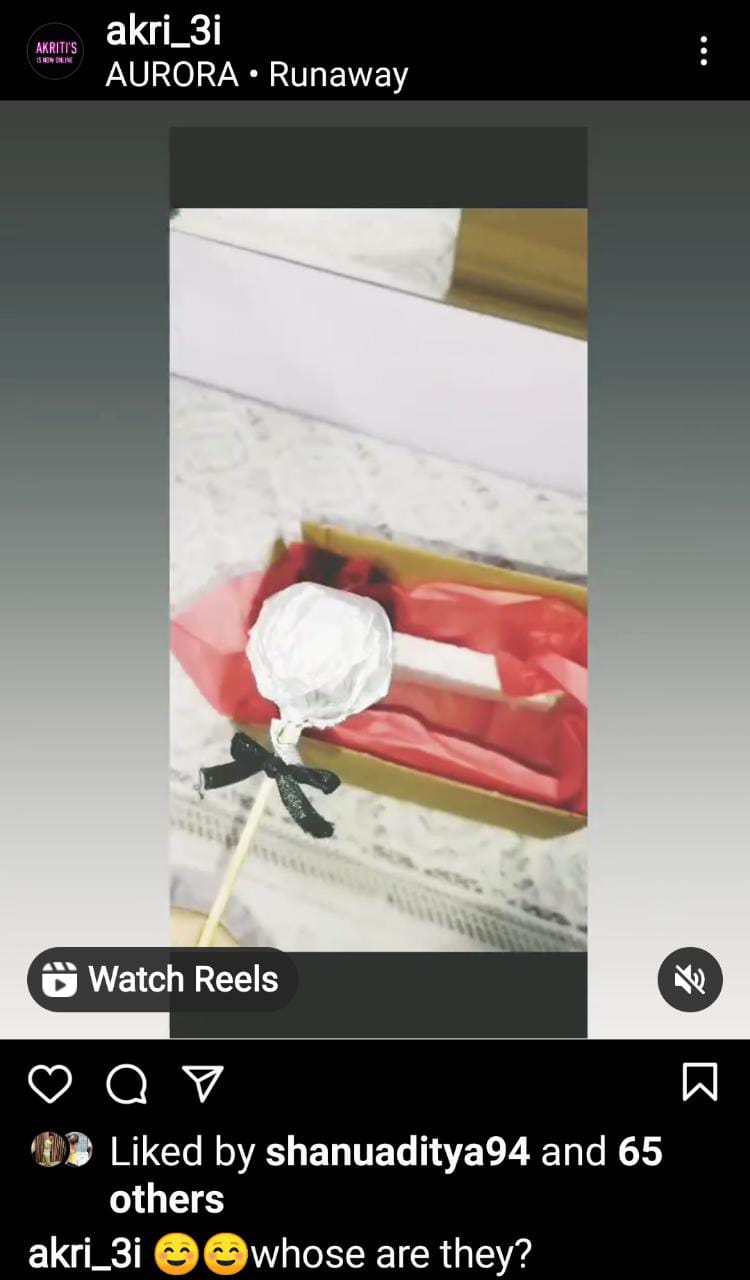 akri_3i
AKRITI'S
IS NOW ONLINE
AURORA • Runaway
Watch Reels
Liked by shanuaditya94 and 65
others
akri_3i ☺️☺️whose are they?